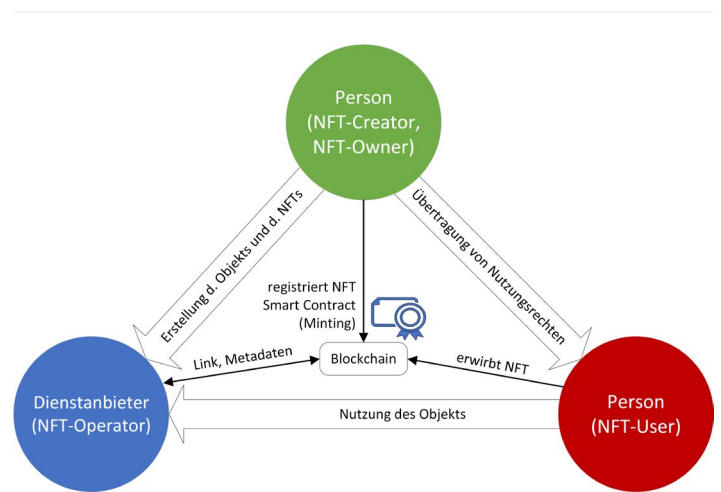 Person
(NFT-Creator,
NFT-Owner)
Erstellung d. Objekts und d. NFTs
Übertragung von Nutzungsrechten
registriert NFT
Smart Contract
(Minting)
Link, Metadaten
Blockchain
erwirbt NFT
Dienstanbieter
(NFT-Operator)
Nutzung des Objekts
Person
(NFT-User)